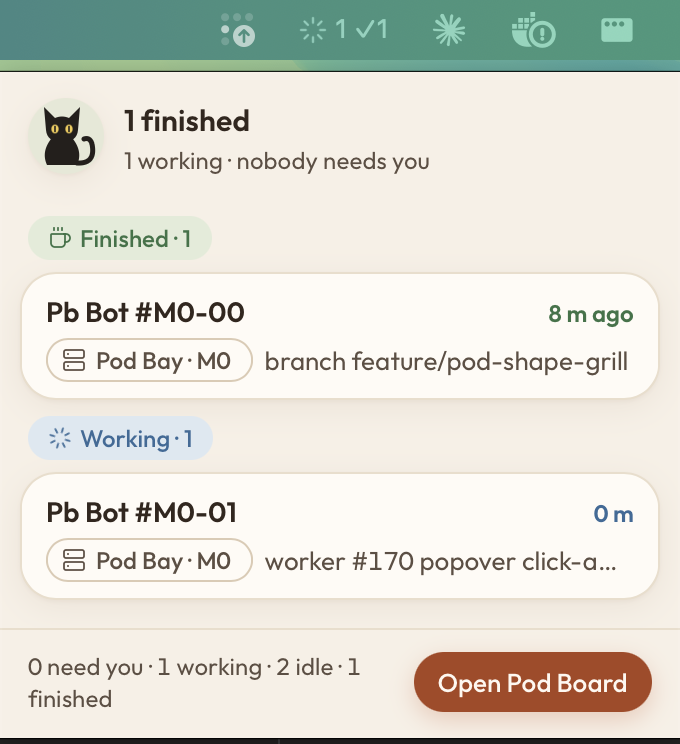 1 ✓1
1 finished
1 working · nobody needs you
Finished · 1
Pb Bot #M0-00
8 m ago
Pod Bay · M0
branch feature/pod-shape-grill
Working · 1
Pb Bot #M0-01
0 m
Pod Bay · M0
worker #170 popover click-a...
0 need you · 1 working · 2 idle · 1
finished
Open Pod Board